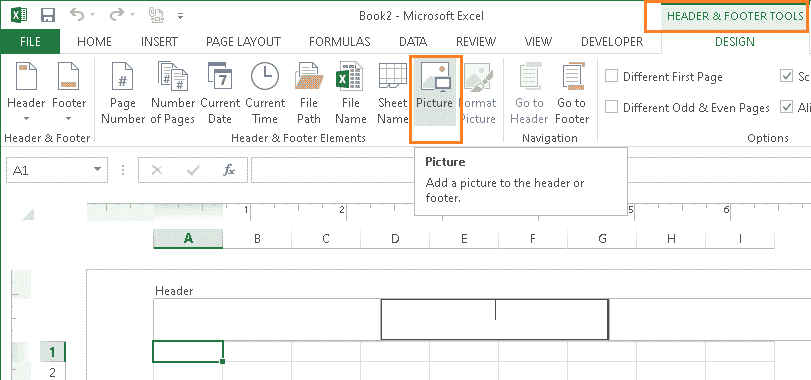 Book2 - Microsoft Excel
HEADER & FOOTER TOOLS
FILE HOME INSERT PAGE LAYOUT FORMULAS DATA REVIEW VIEW DEVELOPER DESIGN
Header Footer Page Number Number of Pages Current Date Current Time File Path File Name Sheet Name Picture Format Picture Go to Header Go to Footer
Different First Page Sc
Different Odd & Even Pages Ali
Header & Footer Header & Footer Elements Navigation Options
A1 fx
Picture
Add a picture to the header or
footer.
1 2 5 6
A B C D E F G H I
Header
1
2